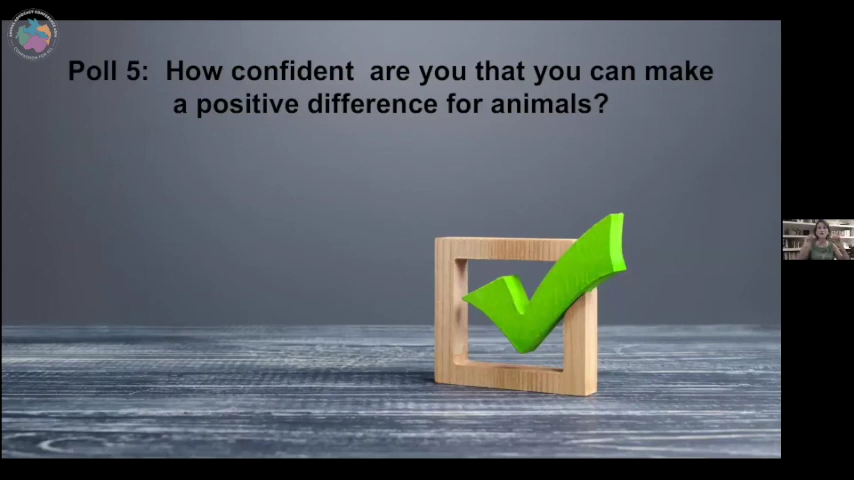 Poll 5:  How confident  are you that you can make
a positive difference for animals?